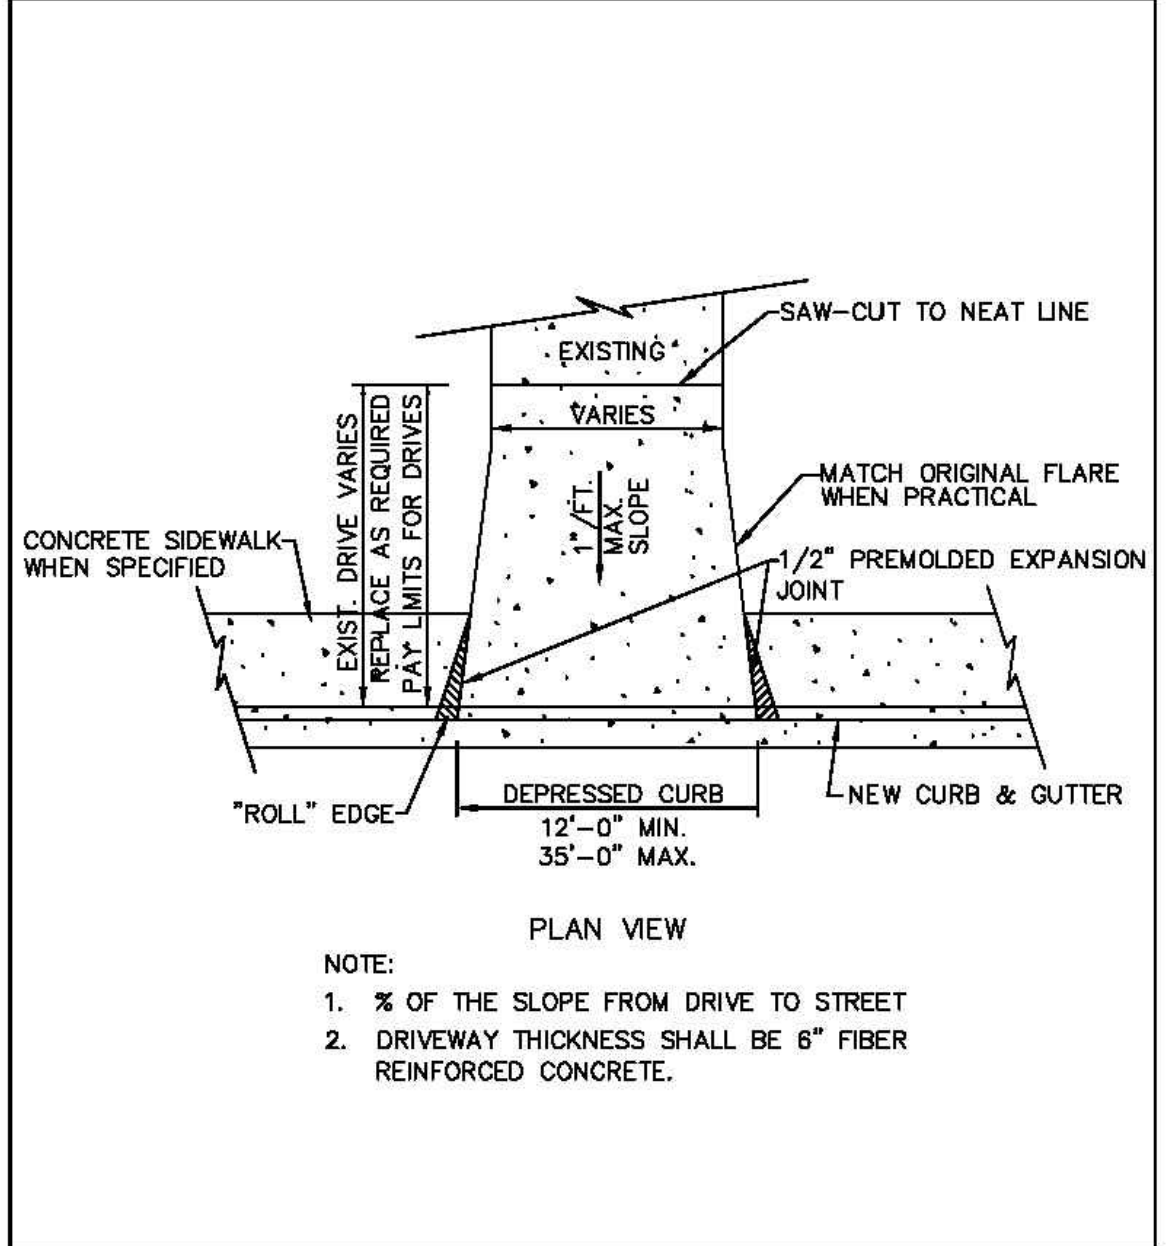 SAW-CUT TO NEAT LINE
EXISTING
VARIES
EXIST. DRIVE VARIES
REPLACE AS REQUIRED
PAY LIMITS FOR DRIVES
1"/FT.
MAX.
SLOPE
MATCH ORIGINAL FLARE
WHEN PRACTICAL
CONCRETE SIDEWALK
WHEN SPECIFIED
1/2" PREMOLDED EXPANSION
JOINT
"ROLL" EDGE
DEPRESSED CURB
12'-0" MIN.
35'-0" MAX.
NEW CURB & GUTTER
PLAN VIEW
NOTE:
1. % OF THE SLOPE FROM DRIVE TO STREET
2. DRIVEWAY THICKNESS SHALL BE 6" FIBER
REINFORCED CONCRETE.